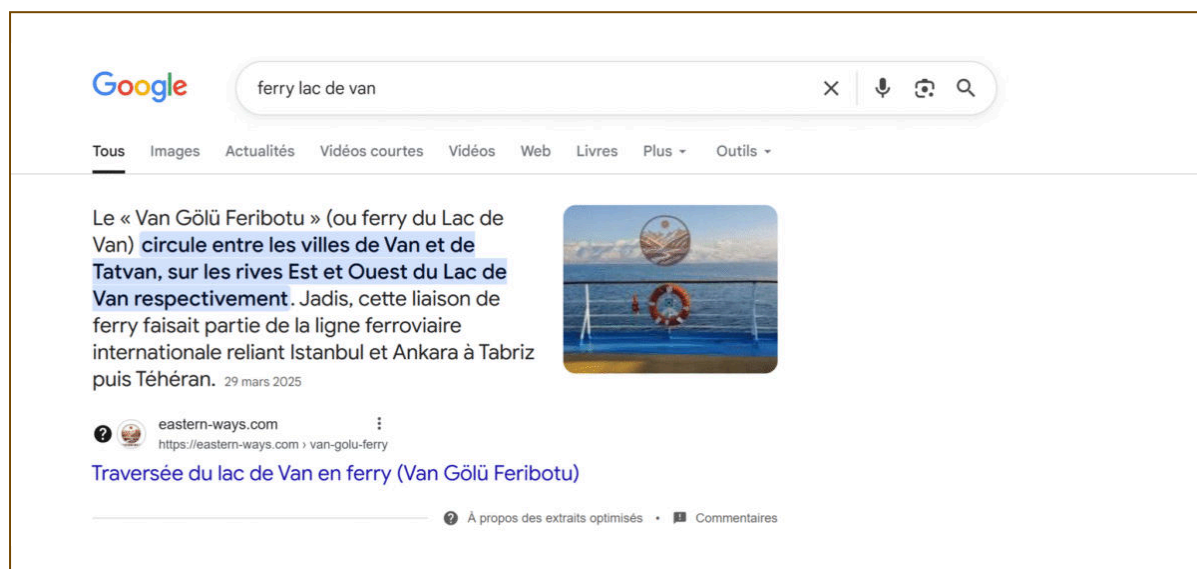 Google
ferry lac de van
Tous Images Actualités Vidéos courtes Vidéos Web Livres Plus Outils
Le « Van Gölü Feribotu » (ou ferry du Lac de
Van) circule entre les villes de Van et de
Tatvan, sur les rives Est et Ouest du Lac de
Van respectivement. Jadis, cette liaison de
ferry faisait partie de la ligne ferroviaire
internationale reliant Istanbul et Ankara à Tabriz
puis Téhéran. 29 mars 2025
eastern-ways.com
https://eastern-ways.com › van-golu-ferry
Traversée du lac de Van en ferry (Van Gölü Feribotu)
À propos des extraits optimisés • Commentaires